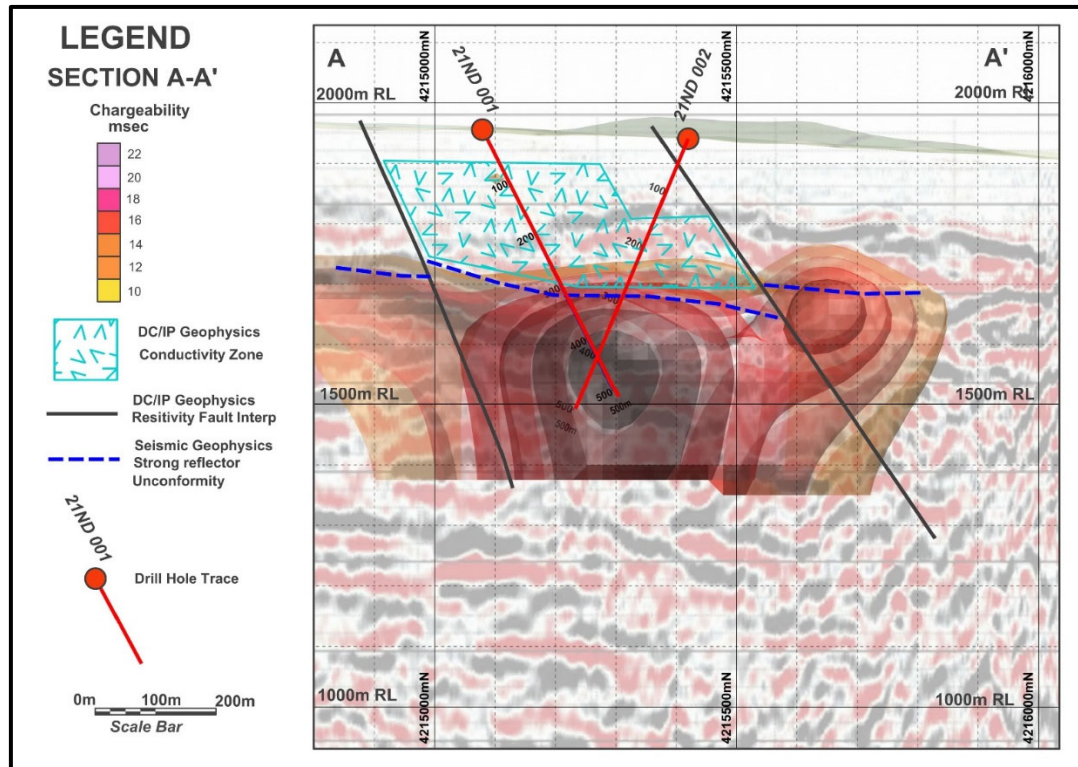 LEGEND
SECTION A-A'
Chargeability
msec
22
20
18
16
14
12
10
DC/IP Geophysics
Conductivity Zone
DC/IP Geophysics
Resitivity Fault Interp
Seismic Geophysics
Strong reflector
Unconformity
21ND 001
Drill Hole Trace
0m 100m 200m
Scale Bar
A
21ND 001
4215000mN
21ND 002
4215500mN
A'
4216000mN
2000m RL
2000m RL
100
100
200
200
300
300
400
400
1500m RL
1500m RL
500
500m
500
500m
1000m RL
1000m RL
4215000mN
4215500mN
4216000mN